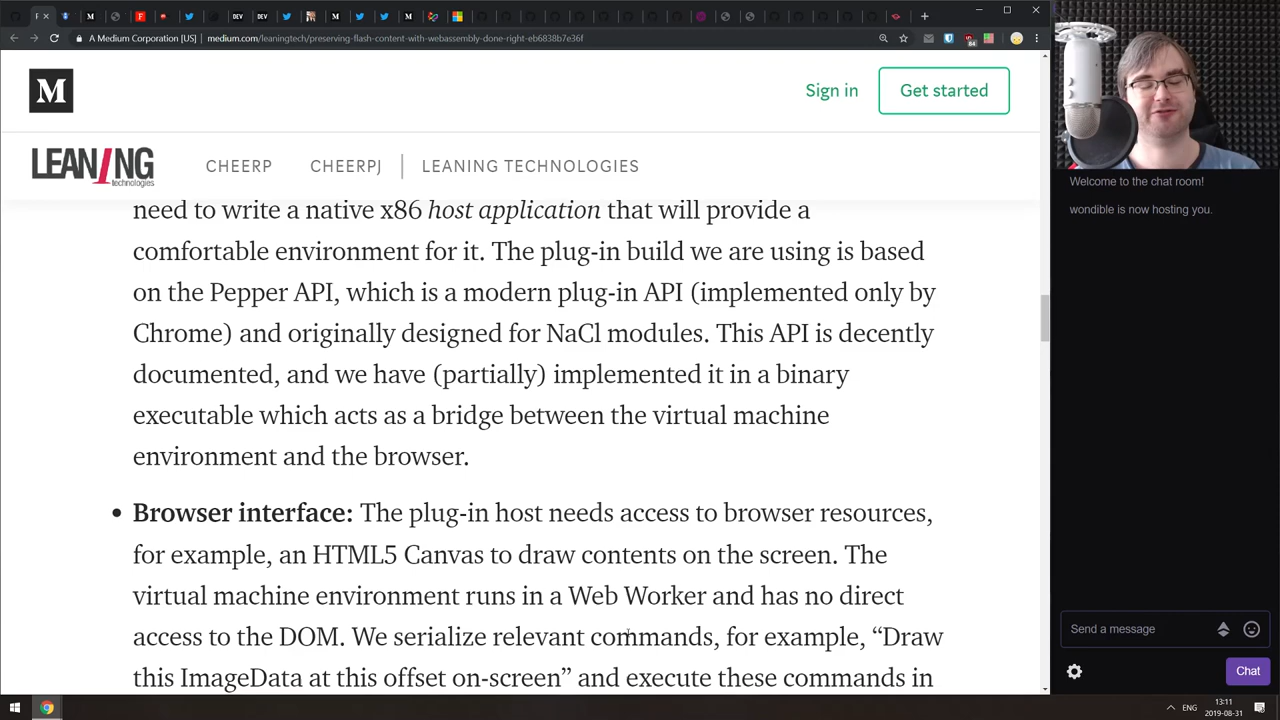 A Medium Corporation [US]
medium.com/leaningtech/preserving-flash-content-with-webassembly-done-right-eb6838b7e36f
M
Sign in
Get started
LEANING
technologies
CHEERP
CHEERPJ
LEANING TECHNOLOGIES
need to write a native x86 host application that will provide a
comfortable environment for it. The plug-in build we are using is based
on the Pepper API, which is a modern plug-in API (implemented only by
Chrome) and originally designed for NaCl modules. This API is decently
documented, and we have (partially) implemented it in a binary
executable which acts as a bridge between the virtual machine
environment and the browser.
• Browser interface: The plug-in host needs access to browser resources,
for example, an HTML5 Canvas to draw contents on the screen. The
virtual machine environment runs in a Web Worker and has no direct
access to the DOM. We serialize relevant commands, for example, “Draw
this ImageData at this offset on-screen” and execute these commands in
Welcome to the chat room!
wondible is now hosting you.
Send a message
Chat
ENG
13:11
2019-08-31